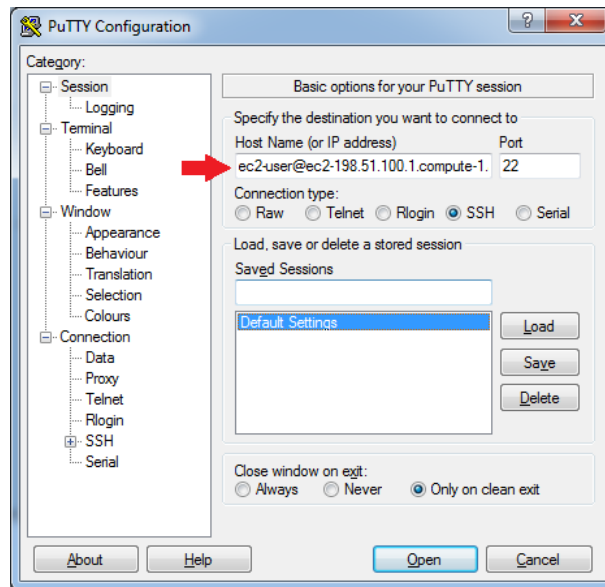 PuTTY Configuration
?
X
Category:
Session
Logging
Terminal
Keyboard
Bell
Features
Window
Appearance
Behaviour
Translation
Selection
Colours
Connection
Data
Proxy
Telnet
Rlogin
SSH
Serial
Basic options for your PuTTY session
Specify the destination you want to connect to
Host Name (or IP address) Port
ec2-user@ec2-198.51.100.1.compute-1. 22
Connection type:
Raw Telnet Rlogin SSH Serial
Load, save or delete a stored session
Saved Sessions
Default Settings
Load
Save
Delete
Close window on exit:
Always Never Only on clean exit
About Help Open Cancel